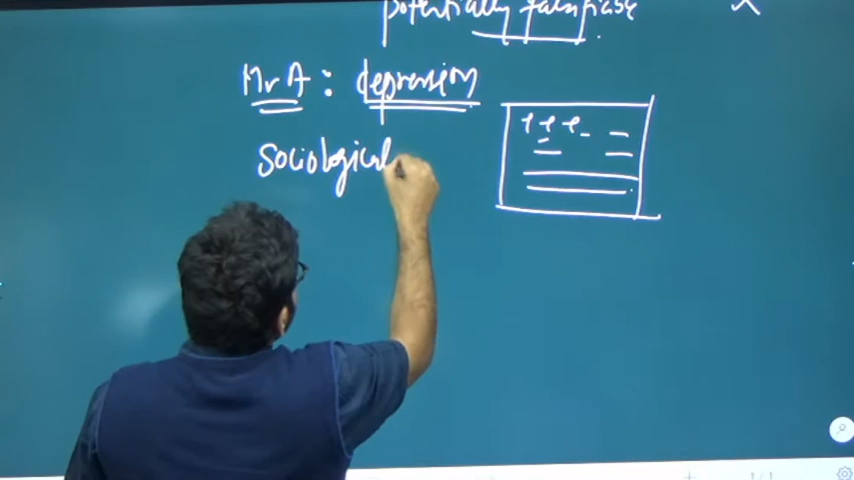 potentially falsifiable
Mr A : depression
Sociological